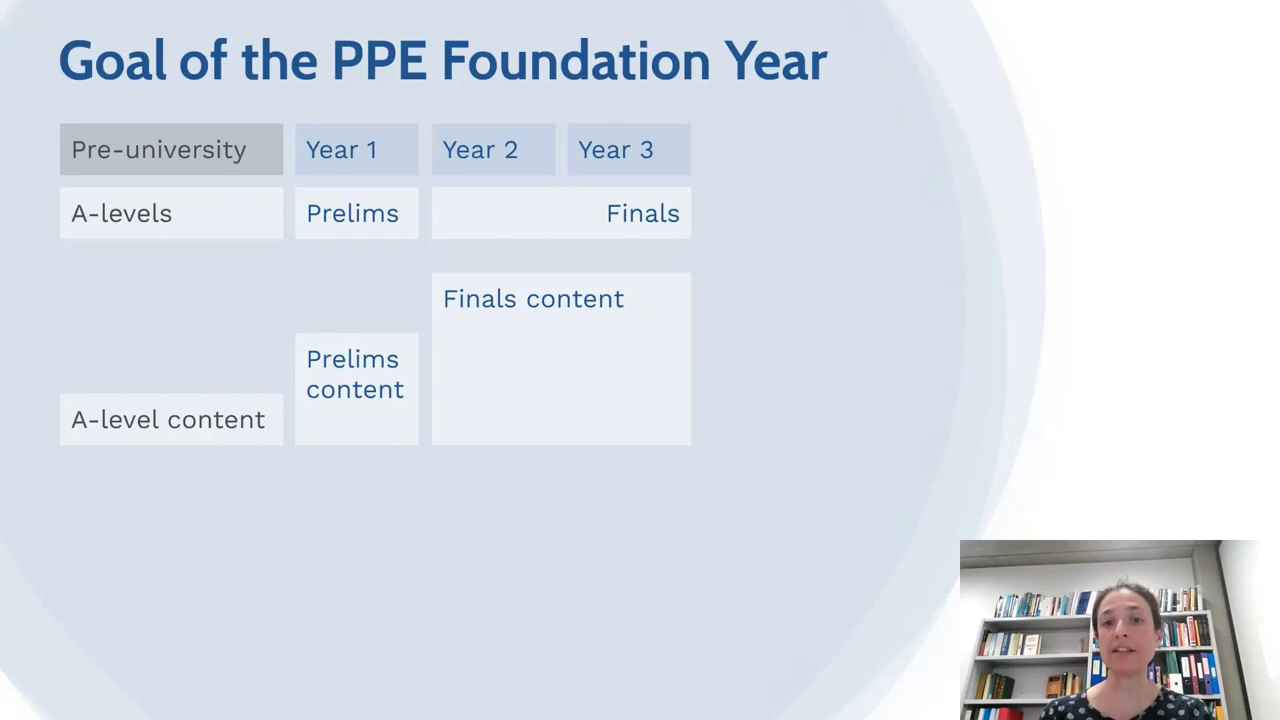 Goal of the PPE Foundation Year
Pre-university
Year 1
Year 2
Year 3
A-levels
Prelims
Finals
Finals content
Prelims
content
A-level content